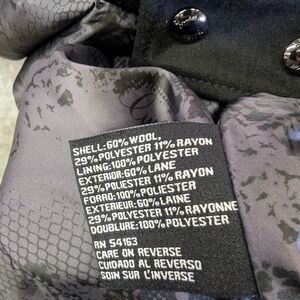 SHELL:60% WOOL,
29% POLYESTER 11% RAYON
LINING:100% POLYESTER
EXTERIOR:60% LANE
29% POLIESTER 11% RAYON
FORRO:100% POLYESTER
EXTERIEUR:60% LAINE
29% POLYESTER 11% RAYONNE
DOUBLURE:100% POLYESTER
RN 54163
CARE ON REVERSE
CUIDADO AL REVERSO
SOIN SUR L'INVERSE